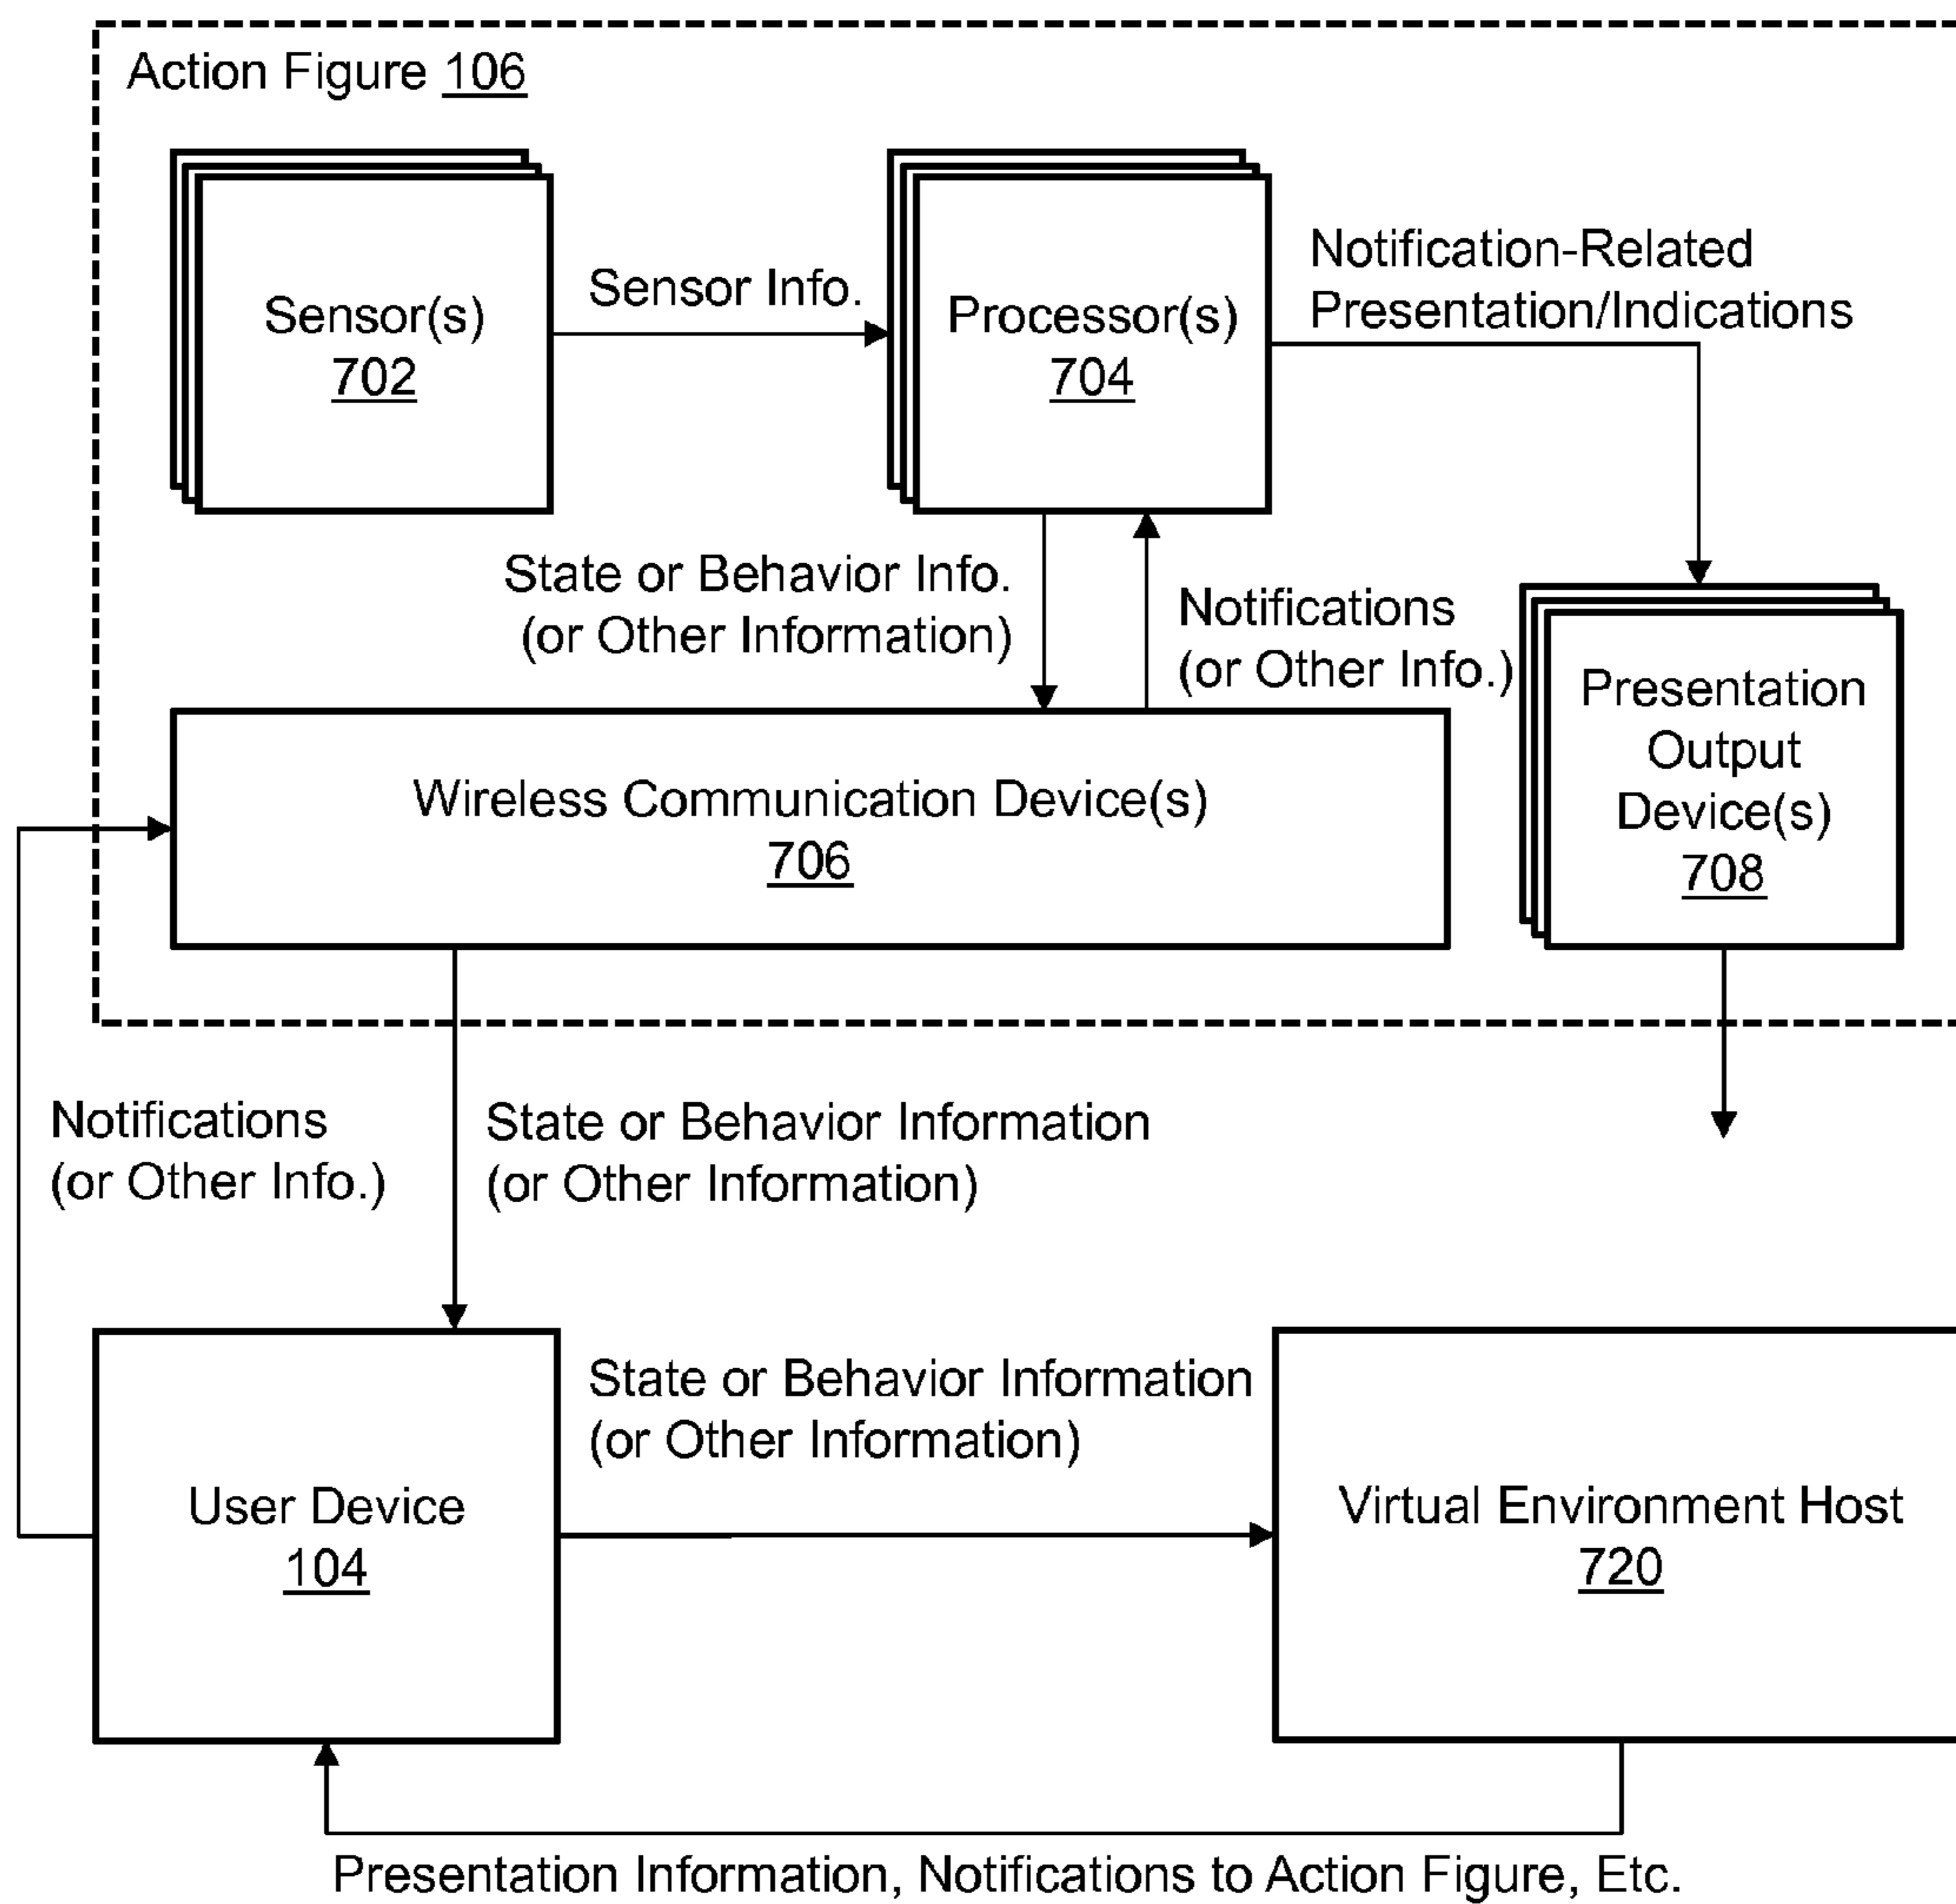 Action Figure 106
Sensor(s)
702
Sensor Info.
Processor(s)
704
Notification-Related
Presentation/Indications
State or Behavior Info.
(or Other Information)
Notifications
(or Other Info.)
Presentation
Output
Device(s)
708
Wireless Communication Device(s)
706
Notifications
(or Other Info.)
State or Behavior Information
(or Other Information)
User Device
104
State or Behavior Information
(or Other Information)
Virtual Environment Host
720
Presentation Information, Notifications to Action Figure, Etc.